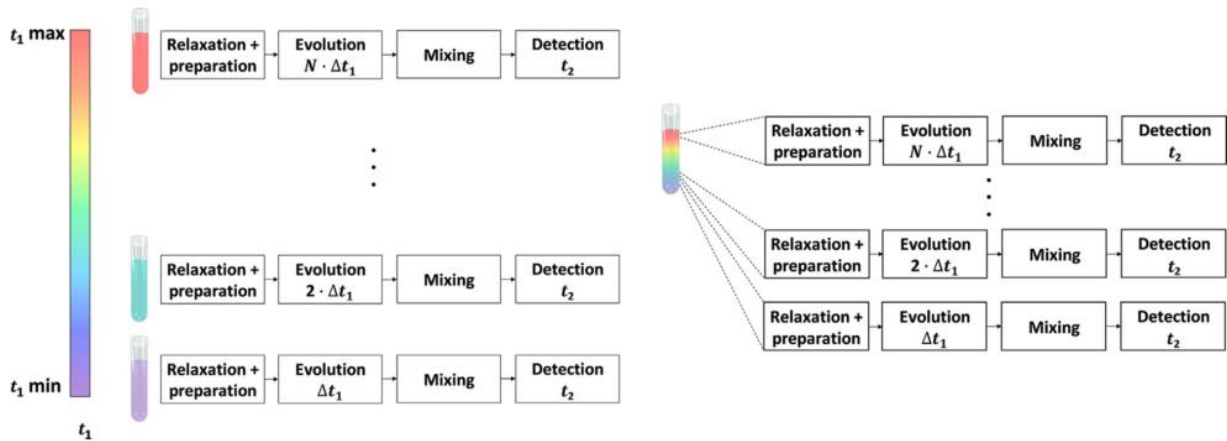 t₁ max
Relaxation +
preparation
Evolution
N · Δt₁
Mixing
Detection
t₂
Relaxation +
preparation
Evolution
2 · Δt₁
Mixing
Detection
t₂
t₁ min
Relaxation +
preparation
Evolution
Δt₁
Mixing
Detection
t₂
t₁
Relaxation +
preparation
Evolution
N · Δt₁
Mixing
Detection
t₂
Relaxation +
preparation
Evolution
2 · Δt₁
Mixing
Detection
t₂
Relaxation +
preparation
Evolution
Δt₁
Mixing
Detection
t₂